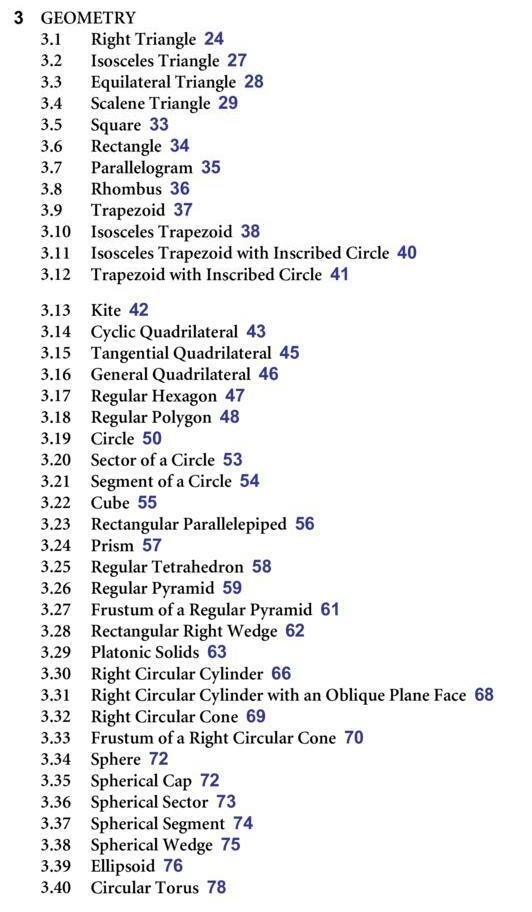 3 GEOMETRY
3.1 Right Triangle 24
3.2 Isosceles Triangle 27
3.3 Equilateral Triangle 28
3.4 Scalene Triangle 29
3.5 Square 33
3.6 Rectangle 34
3.7 Parallelogram 35
3.8 Rhombus 36
3.9 Trapezoid 37
3.10 Isosceles Trapezoid 38
3.11 Isosceles Trapezoid with Inscribed Circle 40
3.12 Trapezoid with Inscribed Circle 41
3.13 Kite 42
3.14 Cyclic Quadrilateral 43
3.15 Tangential Quadrilateral 45
3.16 General Quadrilateral 46
3.17 Regular Hexagon 47
3.18 Regular Polygon 48
3.19 Circle 50
3.20 Sector of a Circle 53
3.21 Segment of a Circle 54
3.22 Cube 55
3.23 Rectangular Parallelepiped 56
3.24 Prism 57
3.25 Regular Tetrahedron 58
3.26 Regular Pyramid 59
3.27 Frustum of a Regular Pyramid 61
3.28 Rectangular Right Wedge 62
3.29 Platonic Solids 63
3.30 Right Circular Cylinder 66
3.31 Right Circular Cylinder with an Oblique Plane Face 68
3.32 Right Circular Cone 69
3.33 Frustum of a Right Circular Cone 70
3.34 Sphere 72
3.35 Spherical Cap 72
3.36 Spherical Sector 73
3.37 Spherical Segment 74
3.38 Spherical Wedge 75
3.39 Ellipsoid 76
3.40 Circular Torus 78